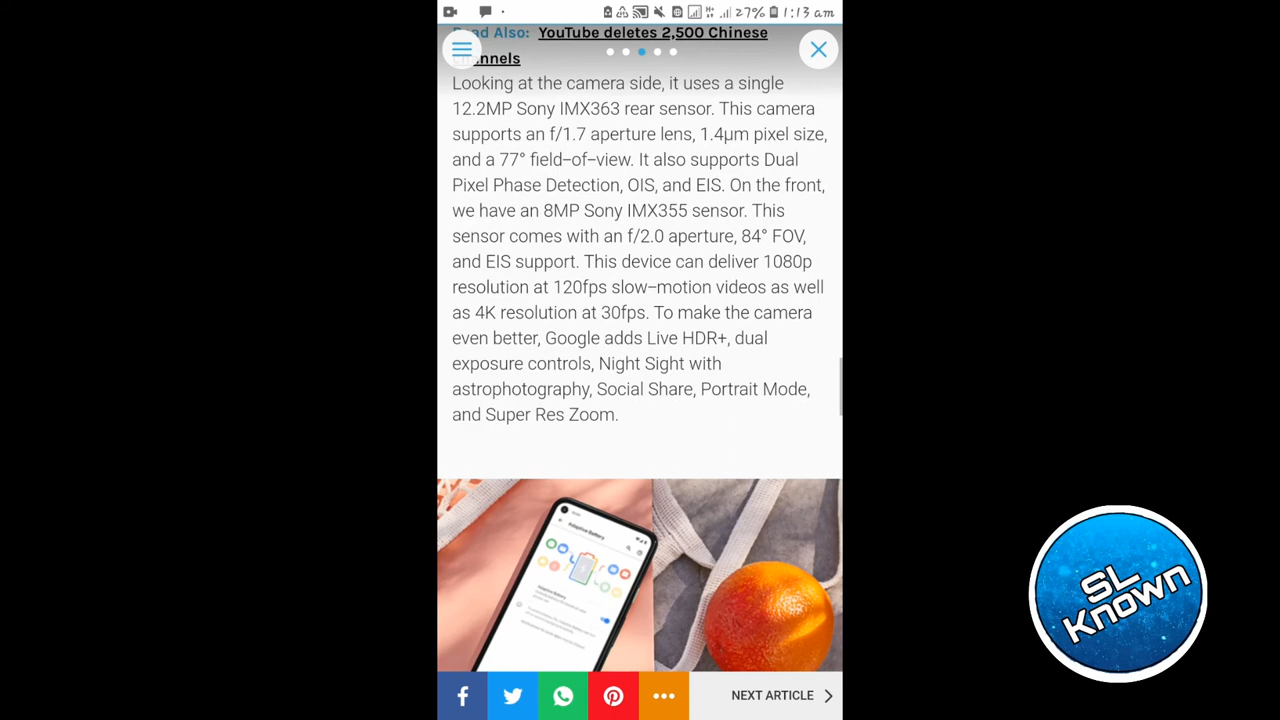 27% 1:13 am
ad Also: YouTube deletes 2,500 Chinese
nnels
Looking at the camera side, it uses a single
12.2MP Sony IMX363 rear sensor. This camera
supports an f/1.7 aperture lens, 1.4μm pixel size,
and a 77° field-of-view. It also supports Dual
Pixel Phase Detection, OIS, and EIS. On the front,
we have an 8MP Sony IMX355 sensor. This
sensor comes with an f/2.0 aperture, 84° FOV,
and EIS support. This device can deliver 1080p
resolution at 120fps slow-motion videos as well
as 4K resolution at 30fps. To make the camera
even better, Google adds Live HDR+, dual
exposure controls, Night Sight with
astrophotography, Social Share, Portrait Mode,
and Super Res Zoom.
Adaptive Battery
Adaptive Battery
NEXT ARTICLE
SL
Known